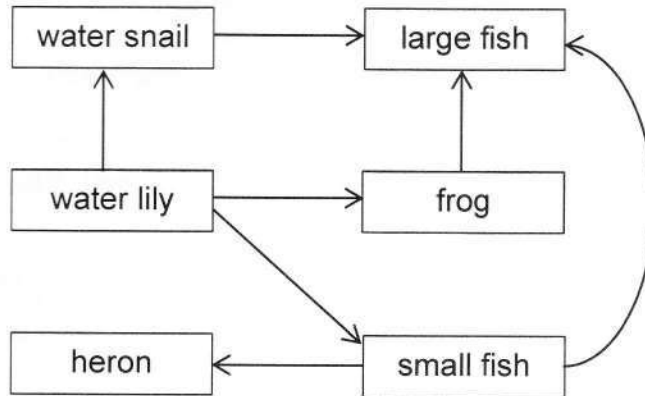 water snail
large fish
water lily
frog
heron
small fish